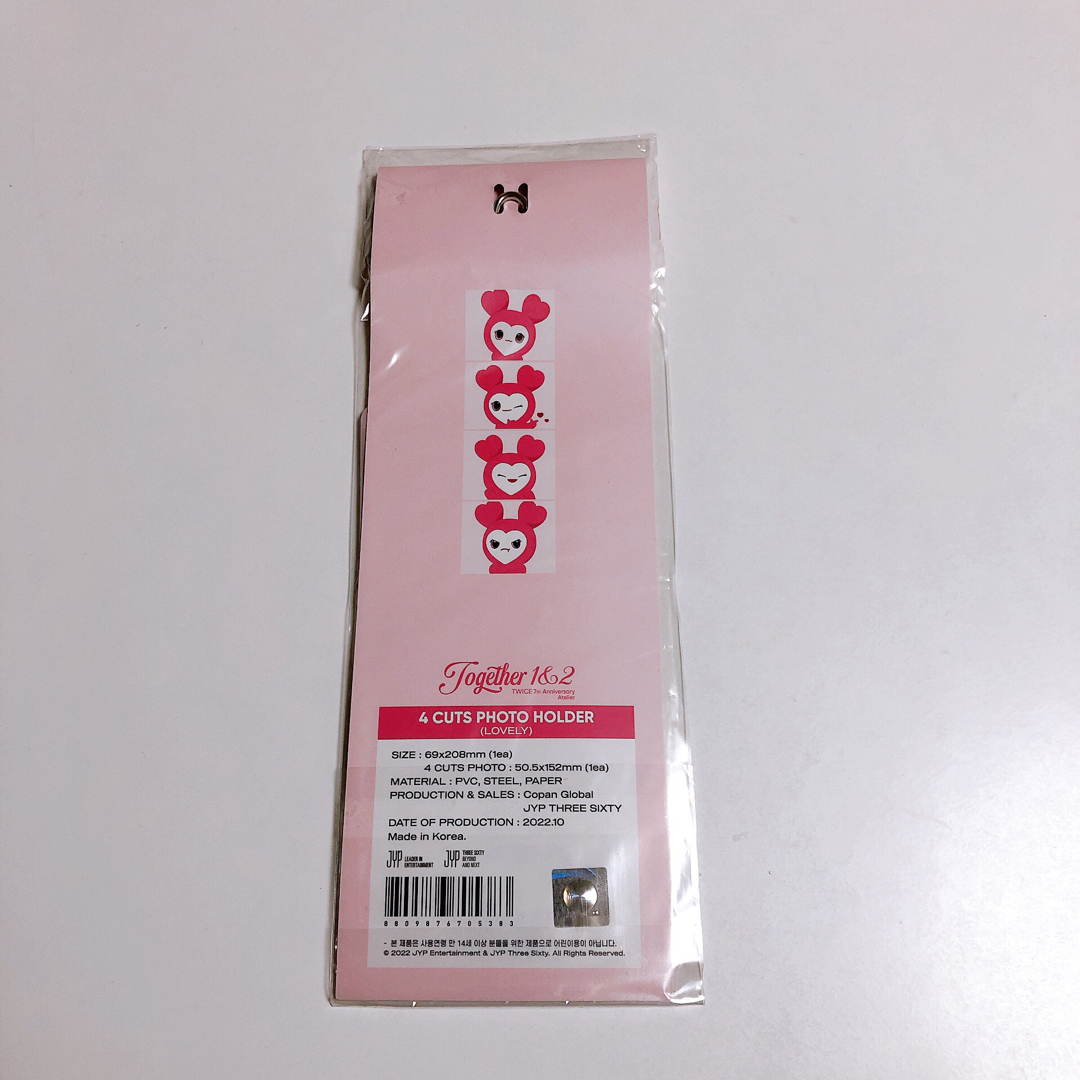 Together 1&2
TWICE 7th Anniversary
Atelier
4 CUTS PHOTO HOLDER
(LOVELY)
SIZE : 69x208mm (1ea)
4 CUTS PHOTO : 50.5x152mm (1ea)
MATERIAL : PVC, STEEL, PAPER
PRODUCTION & SALES : Copan Global
JYP THREE SIXTY
DATE OF PRODUCTION : 2022.10
Made in Korea.
JYP LEADER IN ENTERTAINMENT JYP THREE SIXTY BEYOND AND NEXT
8809876705383
- 본 제품은 사용연령 만 14세 이상 분들을 위한 제품으로 어린이용이 아닙니다.
© 2022 JYP Entertainment & JYP Three Sixty. All Rights Reserved.